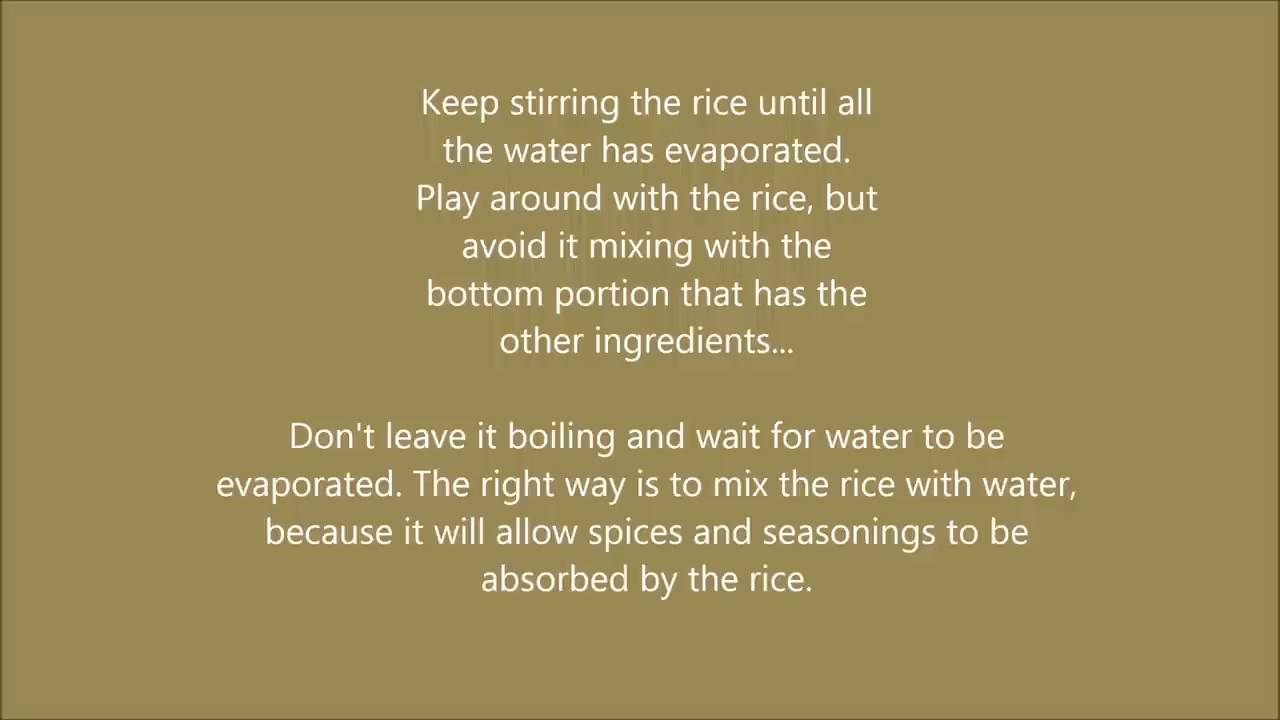 Keep stirring the rice until all
the water has evaporated.
Play around with the rice, but
avoid it mixing with the
bottom portion that has the
other ingredients...
Don't leave it boiling and wait for water to be
evaporated. The right way is to mix the rice with water,
because it will allow spices and seasonings to be
absorbed by the rice.